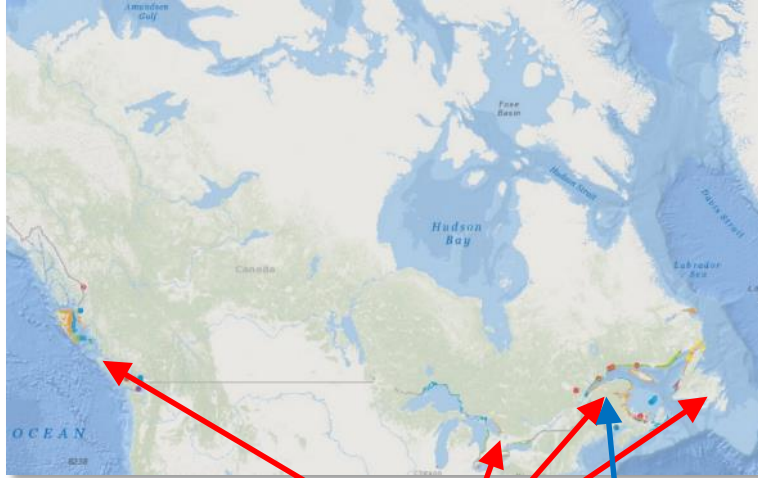 Amundsen
Gulf
Foxe
Basin
Hudson Strait
Davis Strait
Hudson
Bay
Labrador
Sea
Canada
OCEAN